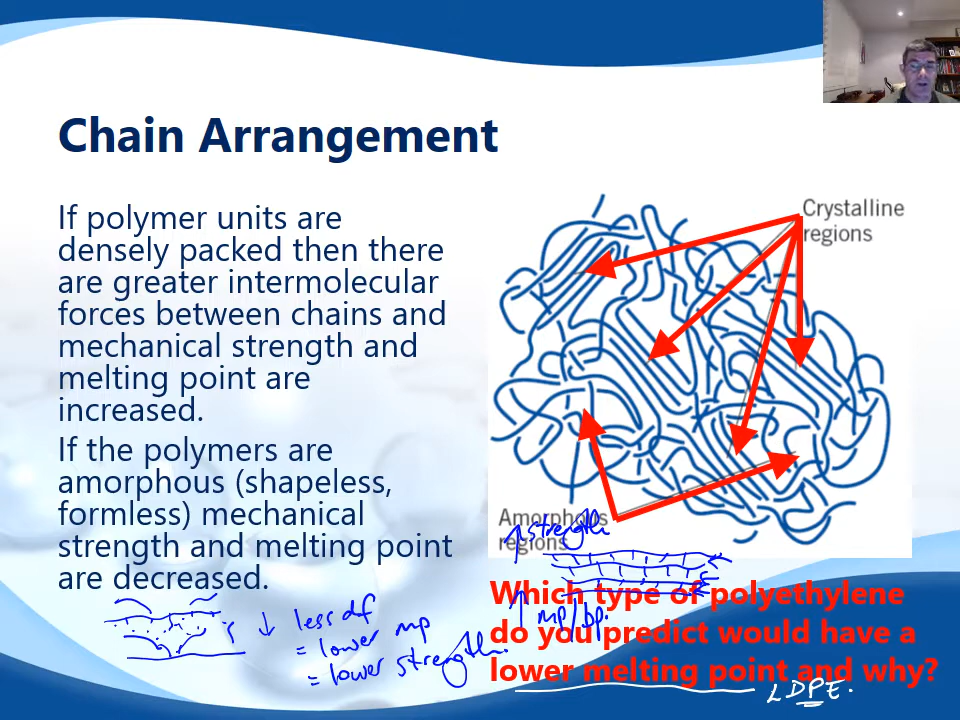 Chain Arrangement
If polymer units are
densely packed then there
are greater intermolecular
forces between chains and
mechanical strength and
melting point are
increased.
If the polymers are
amorphous (shapeless,
formless) mechanical
strength and melting point
are decreased.
Crystalline
regions
Amorphous
regions
↑ strength
↑ mp/bp.
↓ less df
= lower mp
= lower strength.
Which type of polyethylene
do you predict would have a
lower melting point and why?
LDPE.